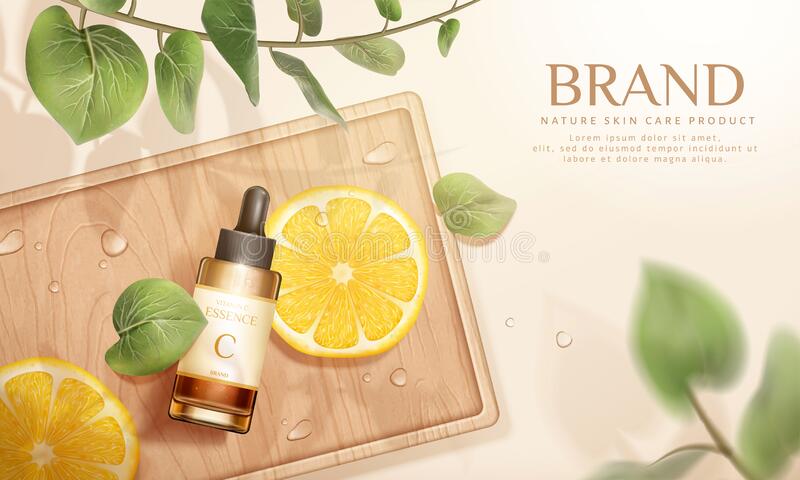 BRAND
NATURE SKIN CARE PRODUCT
Lorem ipsum dolor sit amet,
elit, sed do eiusmod tempor incididunt ut
labore et dolore magna aliqua.
dreamstime
VITAMIN C
ESSENCE
C
BRAND